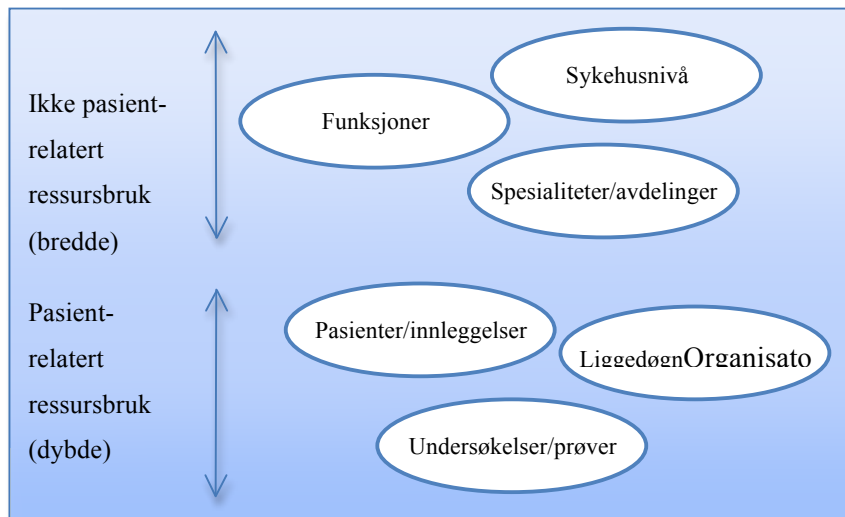 Ikke pasient-
relatert
ressursbruk
(bredde)
Sykehusnivå
Funksjoner
Spesialiteter/avdelinger
Pasient-
relatert
ressursbruk
(dybde)
Pasienter/innleggelser
LiggedøgnOrganisato
Undersøkelser/prøver